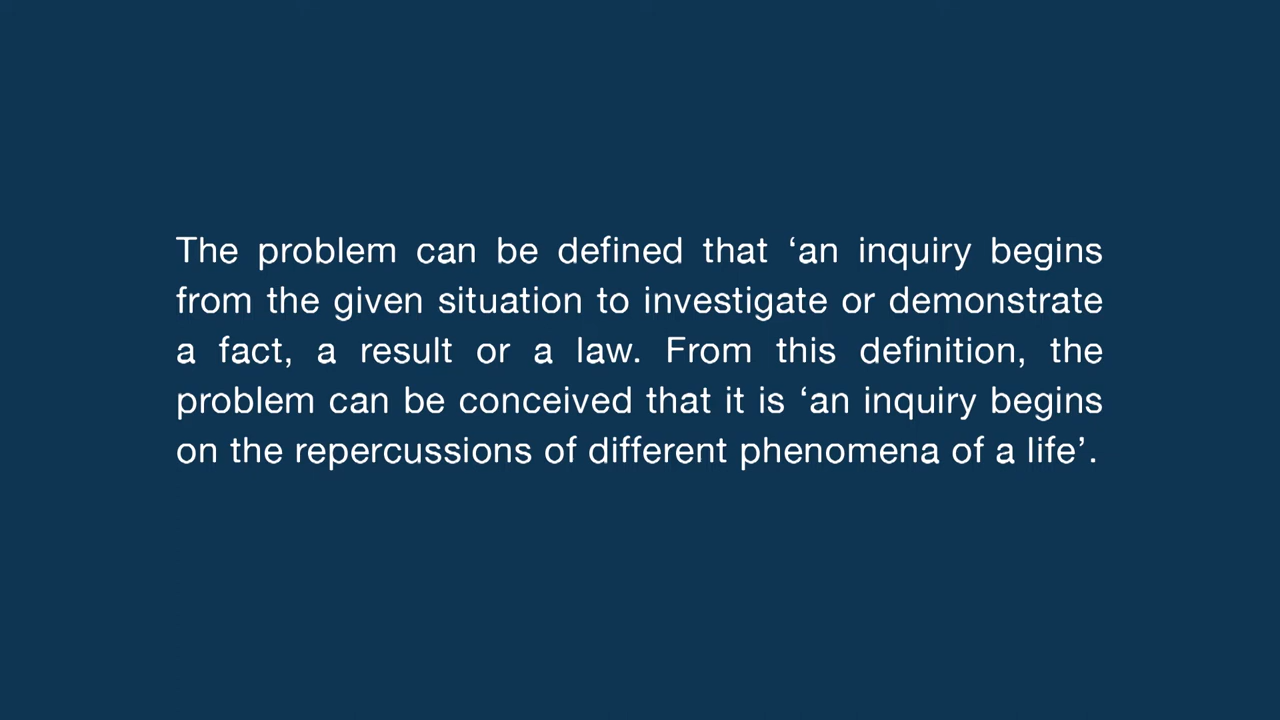 The problem can be defined that ‘an inquiry begins
from the given situation to investigate or demonstrate
a fact, a result or a law. From this definition, the
problem can be conceived that it is ‘an inquiry begins
on the repercussions of different phenomena of a life’.